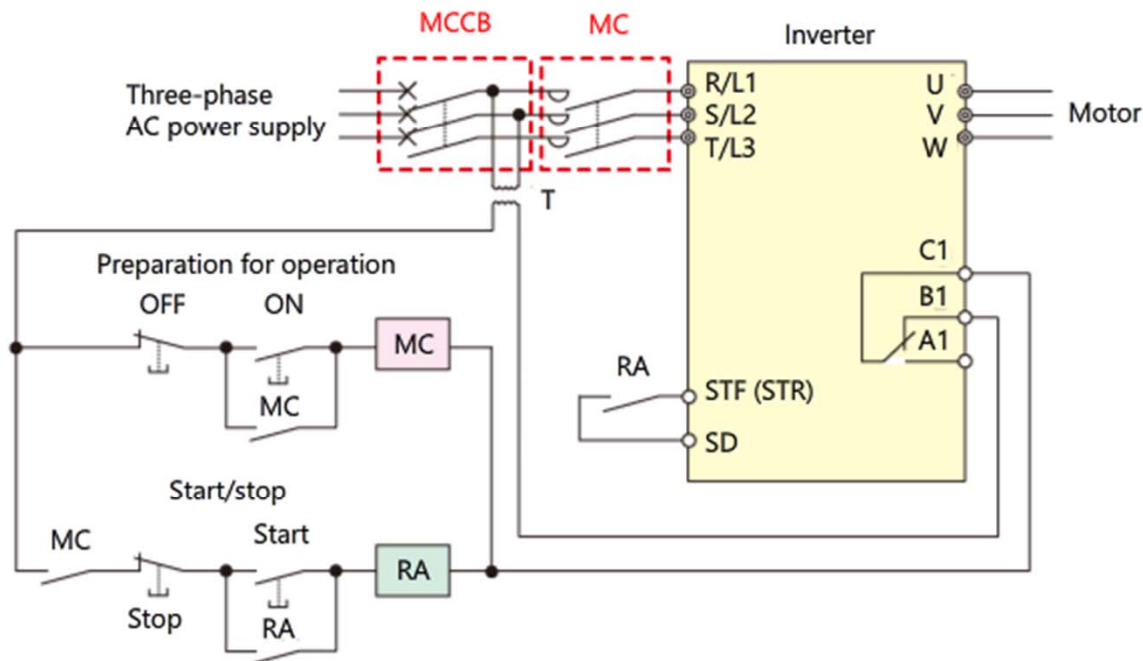 MCCB
MC
Inverter
Three-phase
AC power supply
R/L1
S/L2
T/L3
U
V
W
Motor
T
C1
B1
A1
Preparation for operation
OFF
ON
MC
MC
RA
STF (STR)
SD
Start/stop
MC
Start
RA
Stop
RA